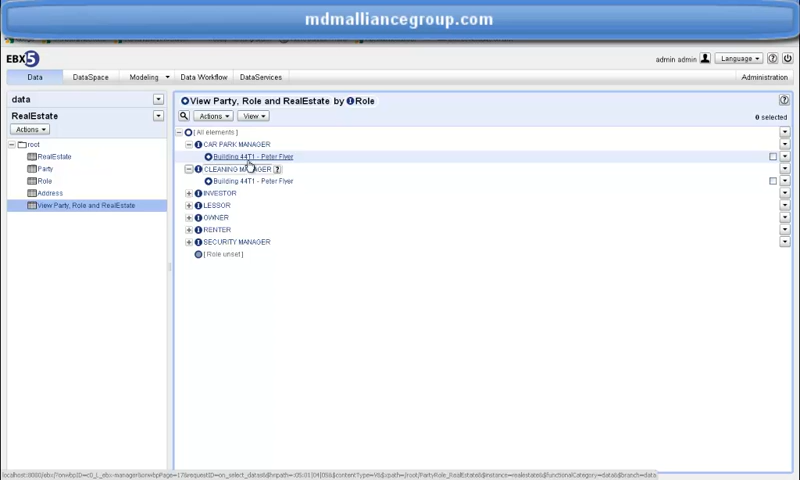 mdmalliancegroup.com
EBX5
admin admin
Language
?
Data
DataSpace
Modeling
Data Workflow
DataServices
Administration
data
RealEstate
Actions
root
RealEstate
Party
Role
Address
View Party, Role and RealEstate
View Party, Role and RealEstate by Role
?
Actions
View
0 selected
[All elements]
CAR PARK MANAGER
Building 44T1 - Peter Flyer
CLEANING MANAGER ?
Building 44T1 - Peter Flyer
INVESTOR
LESSOR
OWNER
RENTER
SECURITY MANAGER
[Role unset]